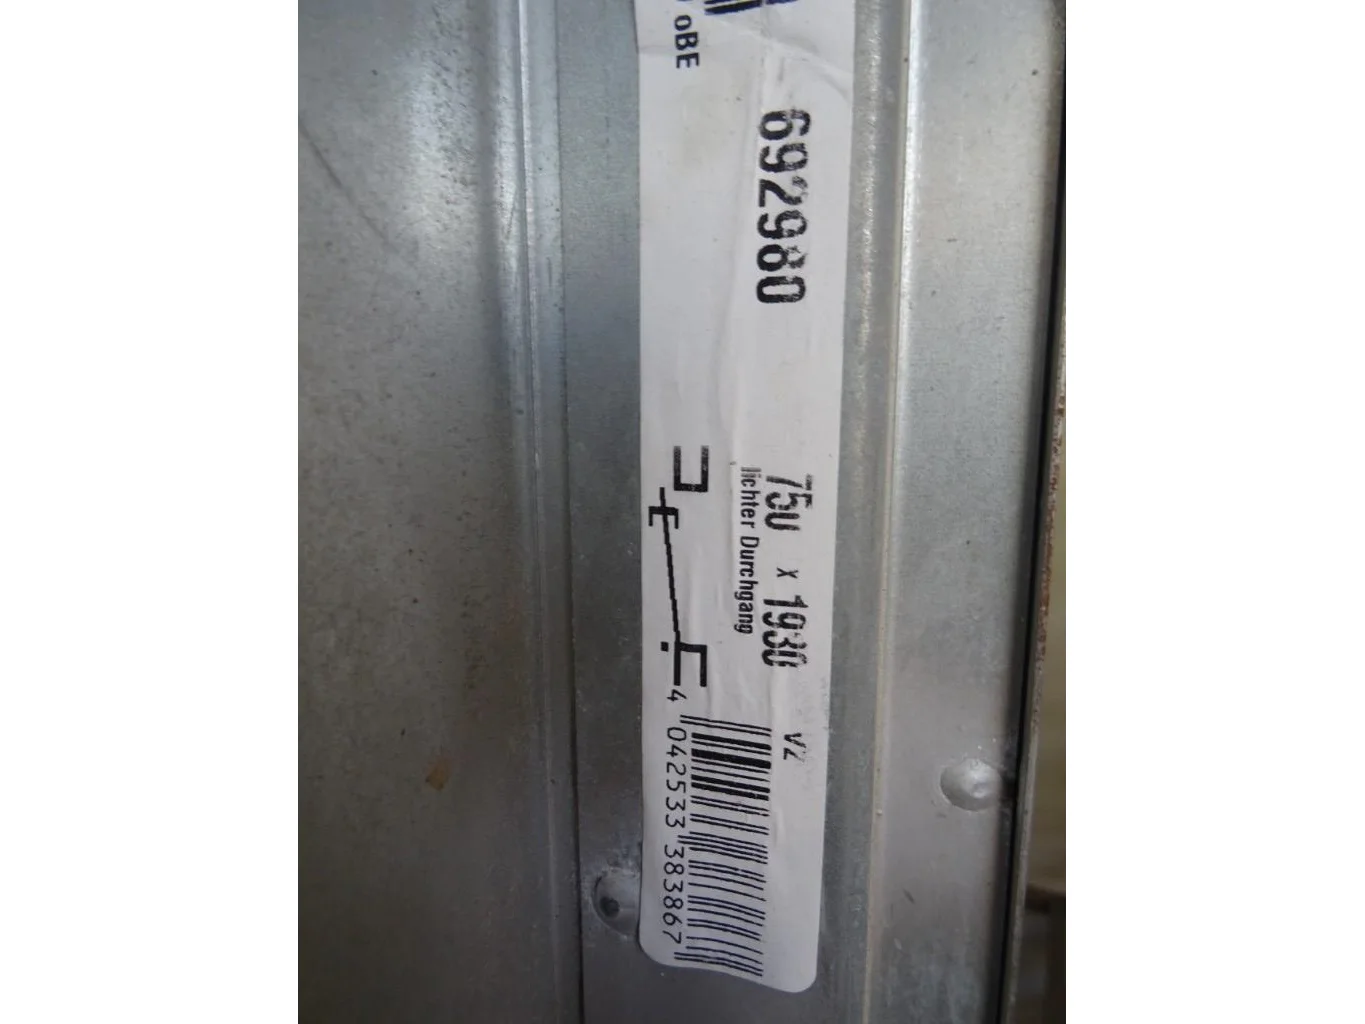 oBE
692980
750 x 1930
lichter Durchgang
VZ
4 042533 383867